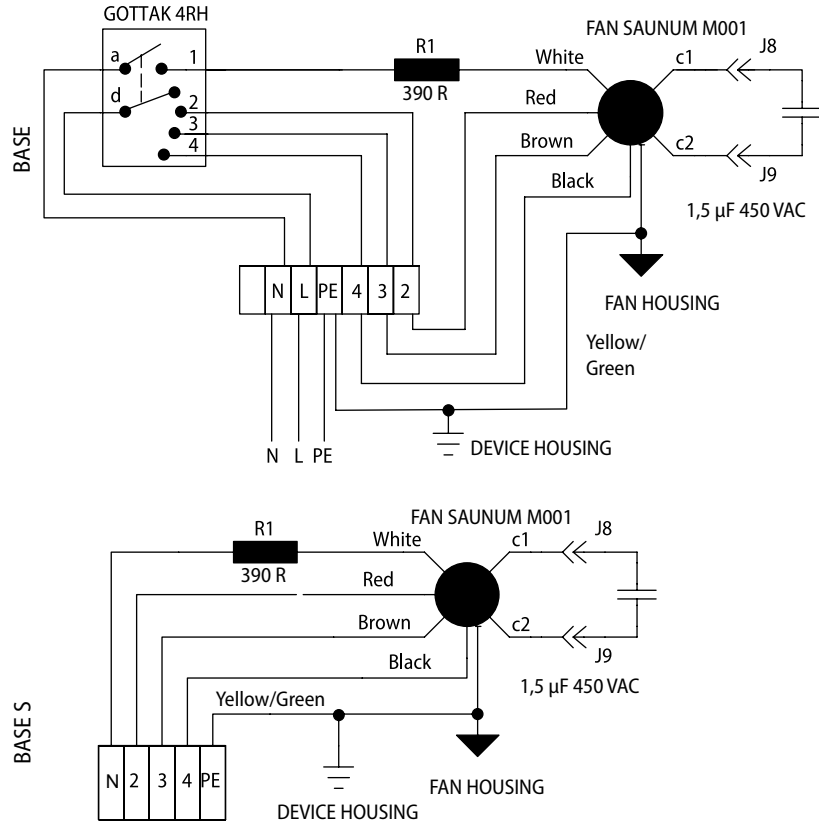 GOTTAK 4RH
FAN SAUNUM M001
a
1
R1
White
c1
J8
390 R
d
2
Red
3
Brown
c2
4
J9
BASE
Black
1,5 µF 450 VAC
N L PE 4 3 2
FAN HOUSING
Yellow/
Green
N L PE
DEVICE HOUSING
FAN SAUNUM M001
R1
White
c1
J8
390 R
Red
Brown
c2
J9
Black
1,5 µF 450 VAC
Yellow/Green
BASE S
N 2 3 4 PE
FAN HOUSING
DEVICE HOUSING